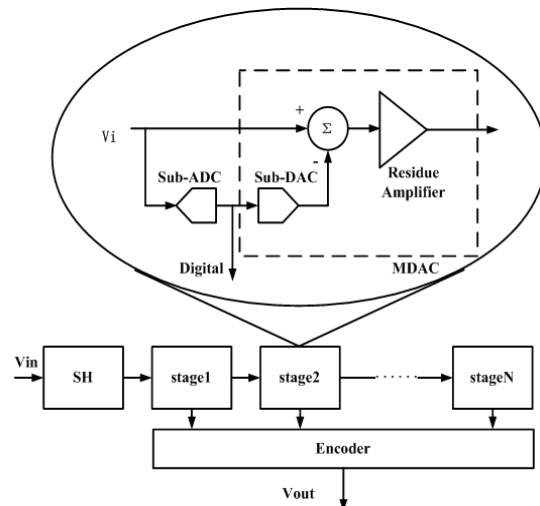 +
Vi
Σ
-
Sub-ADC
Sub-DAC
Residue
Amplifier
Digital
MDAC
Vin
SH
stage1
stage2
......
stageN
Encoder
Vout